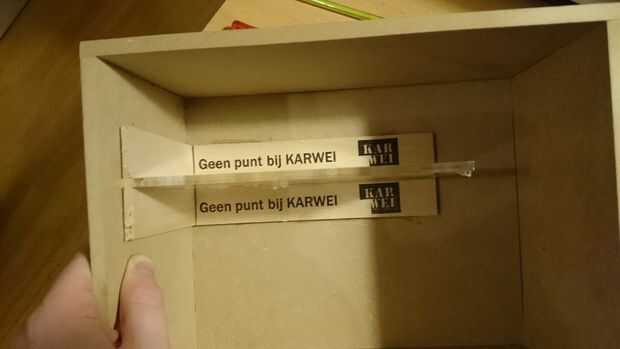 Geen punt bij KARWEI KAR
WEI
Geen punt bij KARWEI KAR
WEI